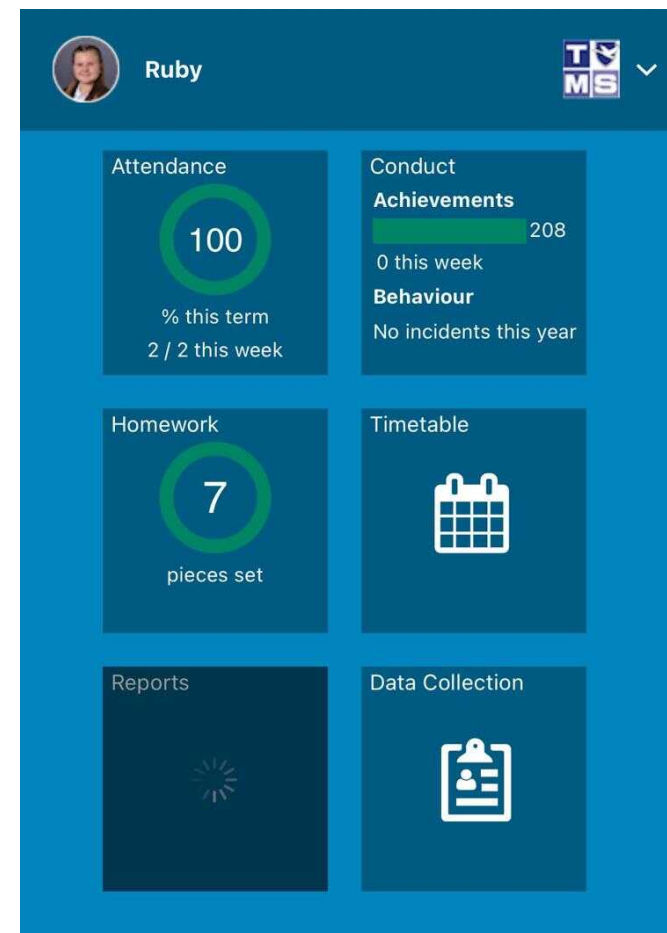 Ruby
T
MS
Attendance
100
% this term
2 / 2 this week
Conduct
Achievements
208
0 this week
Behaviour
No incidents this year
Homework
7
pieces set
Timetable
Reports
Data Collection